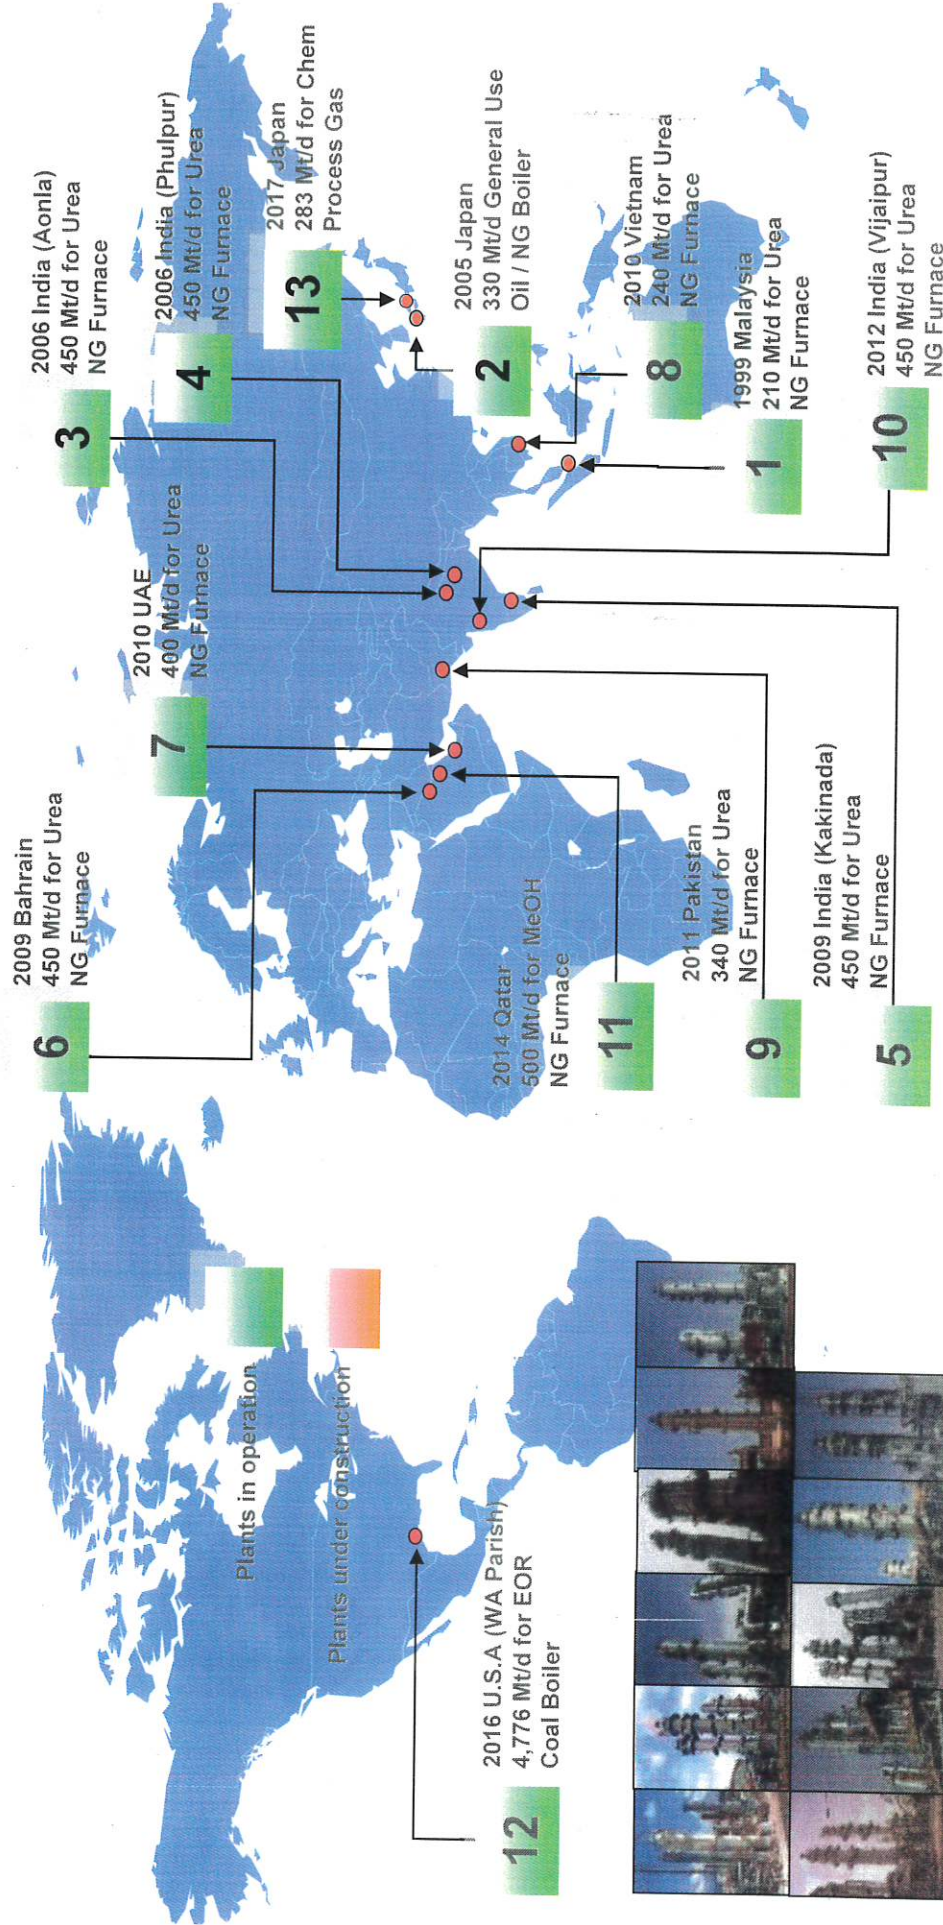 6
2009 Bahrain
450 Mt/d for Urea
NG Furnace
7
2010 UAE
400 Mt/d for Urea
NG Furnace
3
2006 India (Aonla)
450 Mt/d for Urea
NG Furnace
4
2006 India (Phulpur)
450 Mt/d for Urea
NG Furnace
13
2017 Japan
283 Mt/d for Chem
Process Gas
Plants in operation
Plants under construction
2
2005 Japan
330 Mt/d General Use
Oil / NG Boiler
12
2016 U.S.A (WA Parish)
4,776 Mt/d for EOR
Coal Boiler
11
2014 Qatar
500 Mt/d for MeOH
NG Furnace
8
2010 Vietnam
240 Mt/d for Urea
NG Furnace
9
2011 Pakistan
340 Mt/d for Urea
NG Furnace
1
1999 Malaysia
210 Mt/d for Urea
NG Furnace
5
2009 India (Kakinada)
450 Mt/d for Urea
NG Furnace
10
2012 India (Vijaipur)
450 Mt/d for Urea
NG Furnace